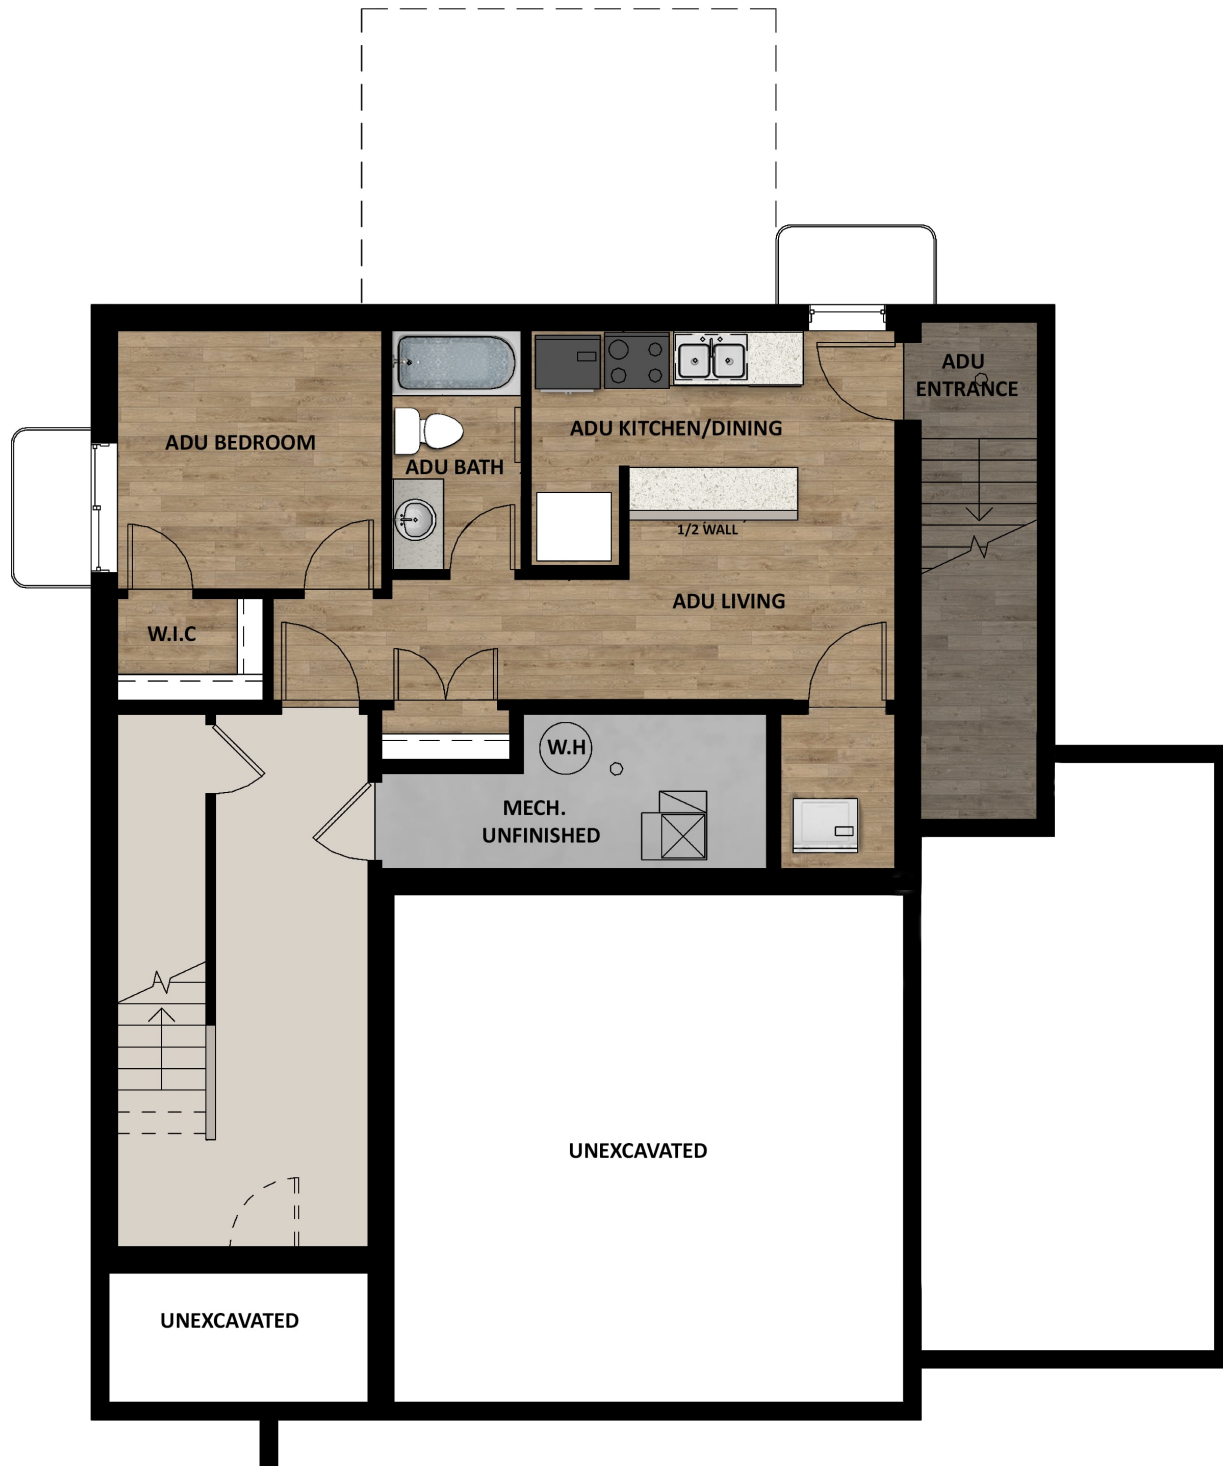 ADU
ENTRANCE
ADU KITCHEN/DINING
ADU BEDROOM
ADU BATH
1/2 WALL
ADU LIVING
W.I.C
W.H
MECH.
UNFINISHED
UNEXCAVATED
UNEXCAVATED